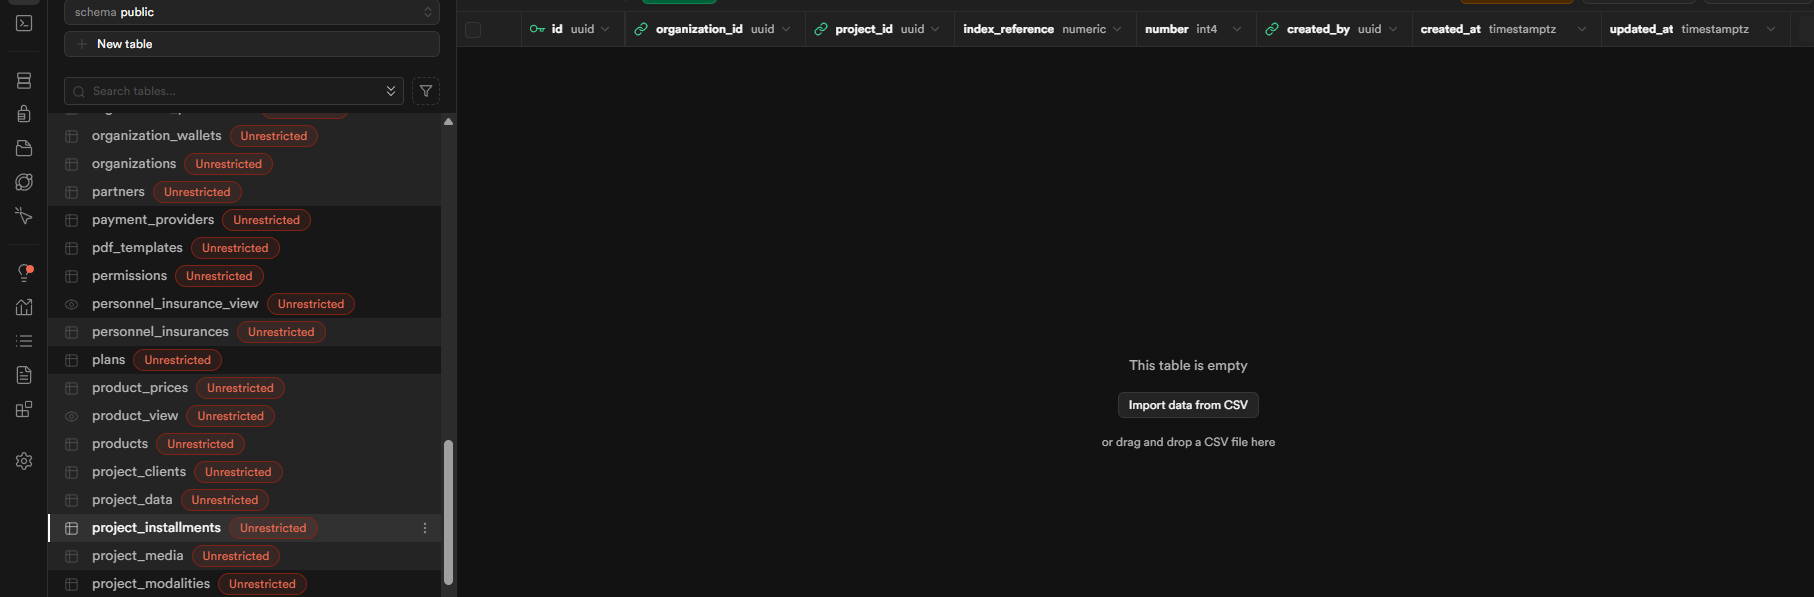 schema public
New table
Search tables...
organization_wallets Unrestricted
organizations Unrestricted
partners Unrestricted
payment_providers Unrestricted
pdf_templates Unrestricted
permissions Unrestricted
personnel_insurance_view Unrestricted
personnel_insurances Unrestricted
plans Unrestricted
product_prices Unrestricted
product_view Unrestricted
products Unrestricted
project_clients Unrestricted
project_data Unrestricted
project_installments Unrestricted
project_media Unrestricted
project_modalities Unrestricted
id uuid organization_id uuid project_id uuid index_reference numeric number int4 created_by uuid created_at timestamptz updated_at timestamptz
This table is empty
Import data from CSV
or drag and drop a CSV file here